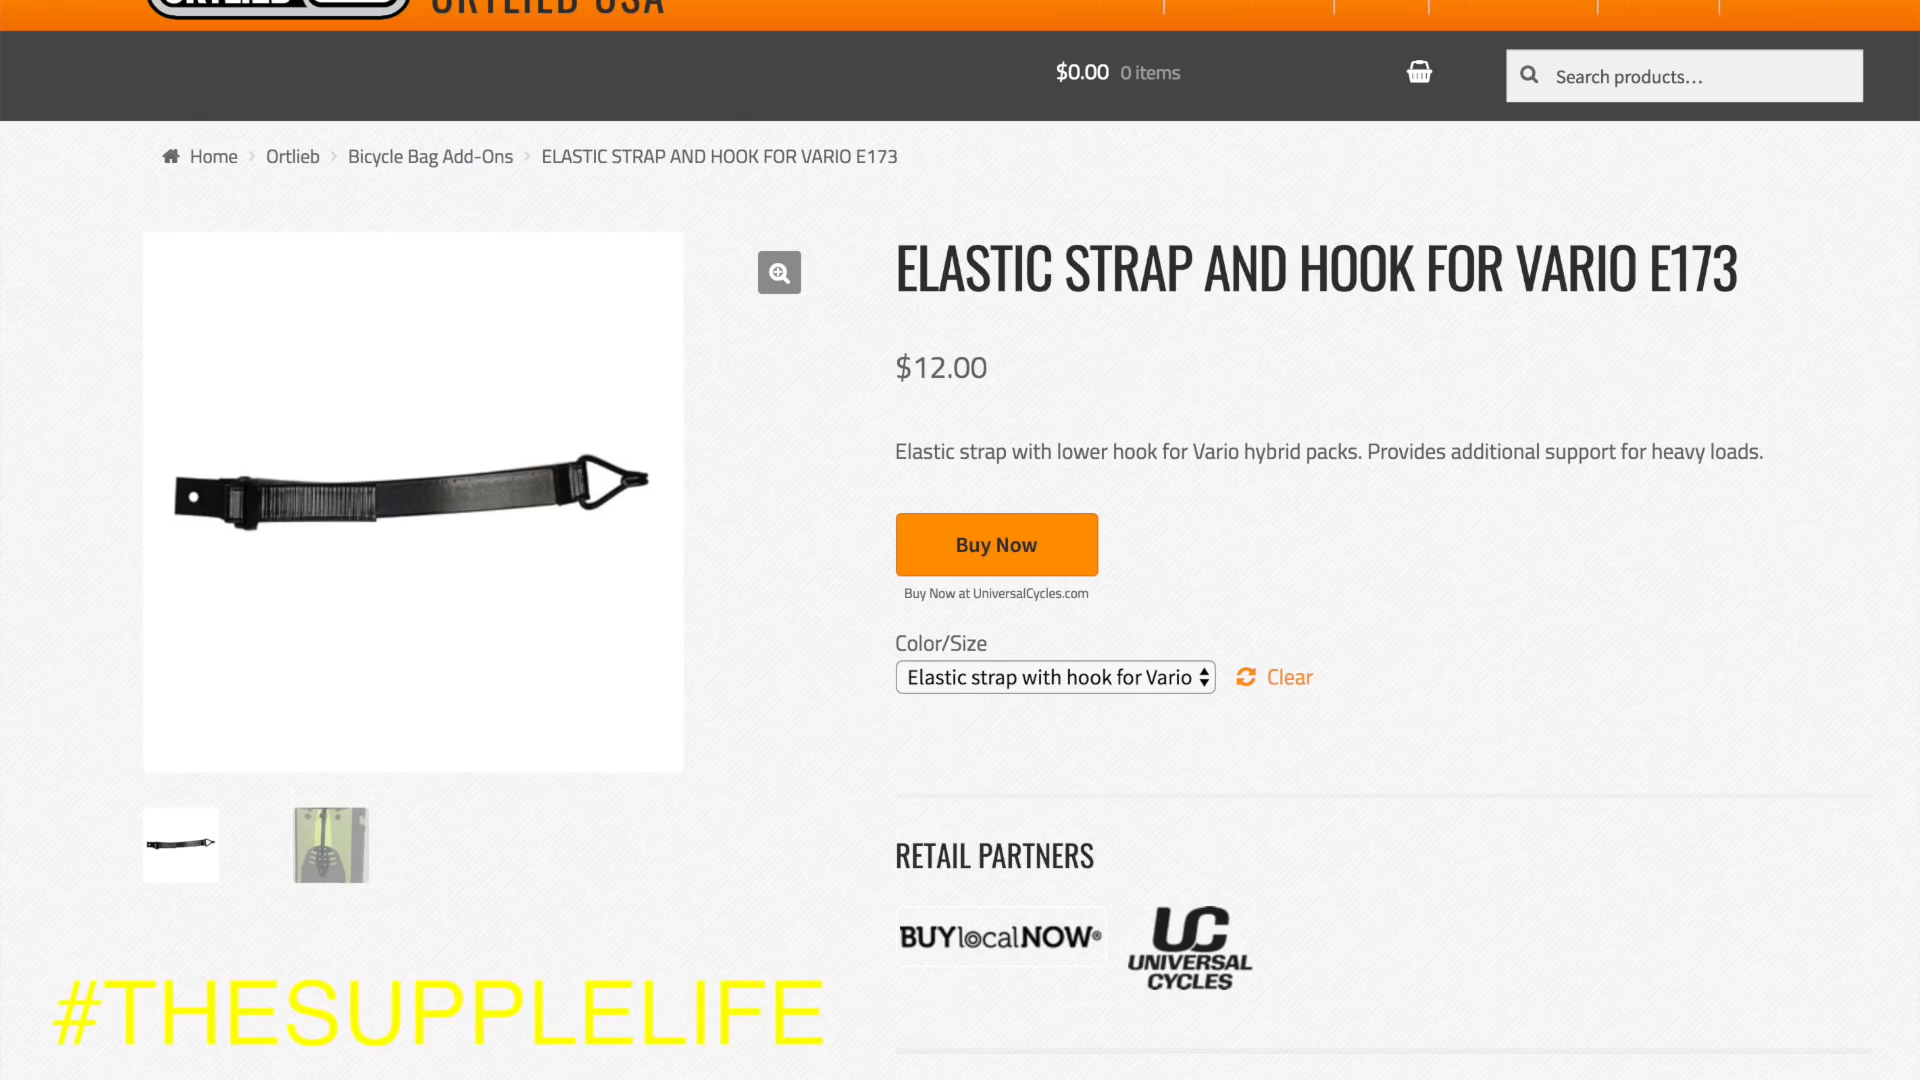 ORTLIEB USA
$0.00 0 items
Search products...
Home > Ortlieb > Bicycle Bag Add-Ons > ELASTIC STRAP AND HOOK FOR VARIO E173
ELASTIC STRAP AND HOOK FOR VARIO E173
$12.00
Elastic strap with lower hook for Vario hybrid packs. Provides additional support for heavy loads.
Buy Now
Buy Now at UniversalCycles.com
Color/Size
Elastic strap with hook for Vario
Clear
RETAIL PARTNERS
BUYlocalNOW®
UC
UNIVERSAL
CYCLES
#THESUPPLELIFE